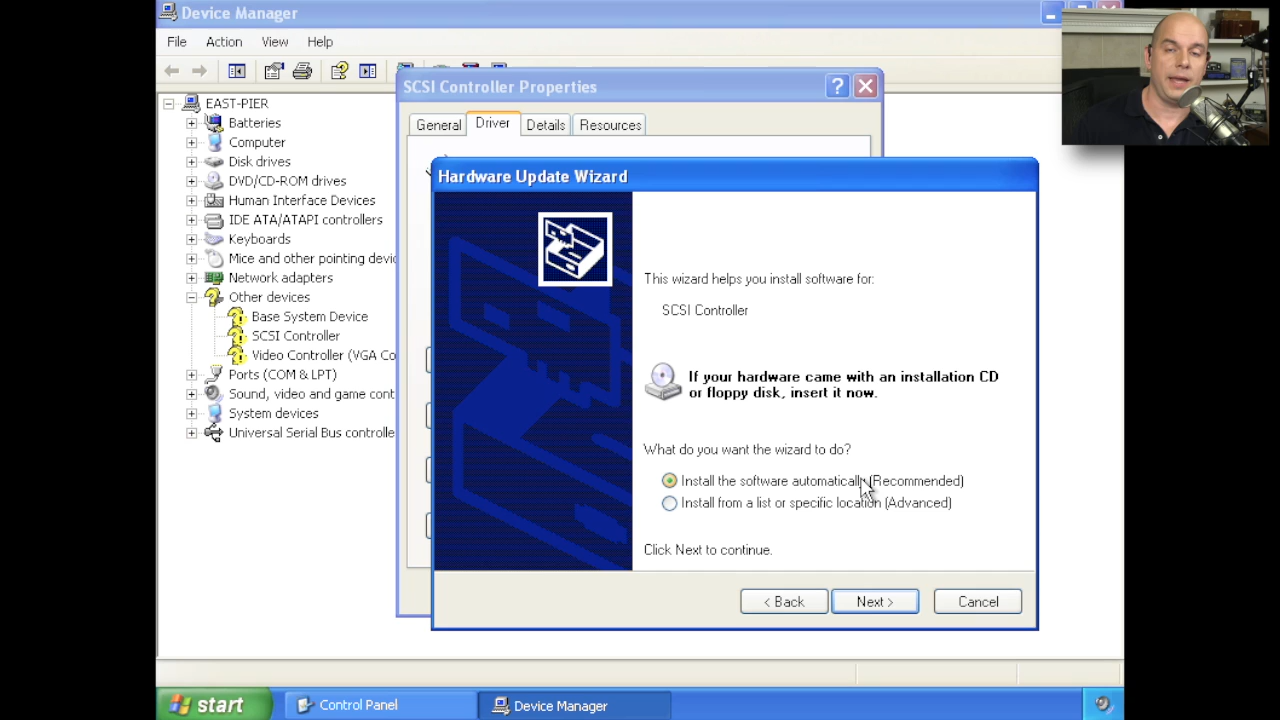 Device Manager
File Action View Help
SCSI Controller Properties
?
General Driver Details Resources
EAST-PIER
Batteries
Computer
Disk drives
DVD/CD-ROM drives
Human Interface Devices
IDE ATA/ATAPI controllers
Keyboards
Mice and other pointing devic
Network adapters
Other devices
Base System Device
SCSI Controller
Video Controller (VGA Co
Ports (COM & LPT)
Sound, video and game cont
System devices
Universal Serial Bus controlle
Hardware Update Wizard
This wizard helps you install software for:
SCSI Controller
If your hardware came with an installation CD
or floppy disk, insert it now.
What do you want the wizard to do?
Install the software automatically (Recommended)
Install from a list or specific location (Advanced)
Click Next to continue.
< Back Next > Cancel
start Control Panel Device Manager